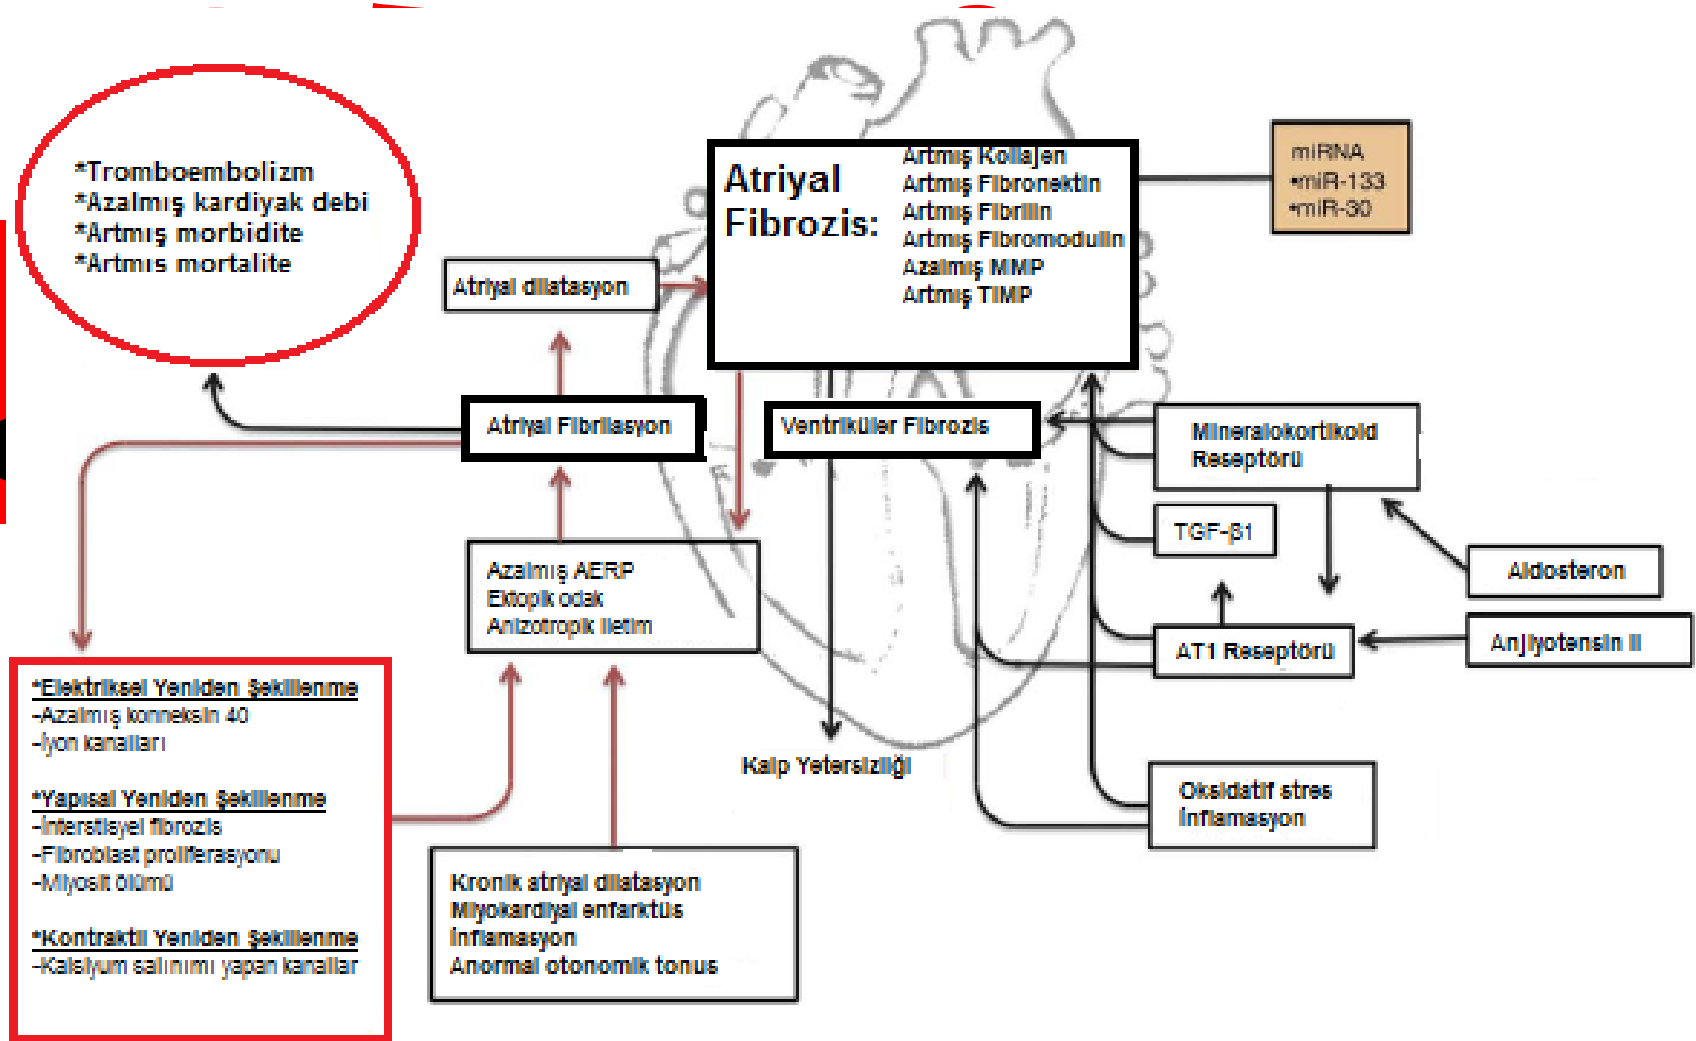 *Tromboembolizm
*Azalmış kardiyak debi
*Artmış morbidite
*Artmıs mortalite
Atriyal dilatasyon
Atriyal
Fibrozis:
Artmış Kollajen
Artmış Fibronektin
Artmış Fibrilin
Artmış Fibromodulin
Azalmış MMP
Artmış TIMP
miRNA
•miR-133
•miR-30
Atriyal Fibrilasyon
Ventriküler Fibrozis
Mineralokortikoid
Reseptörü
TGF-β1
Aldosteron
AT1 Reseptörü
Anjiyotensin II
Azalmış AERP
Ektopik odak
Anizotropik iletim
*Elektriksel Yeniden Şekillenme
-Azalmış konneksin 40
-İyon kanalları
*Yapısal Yeniden Şekillenme
-İnterstisyel fibrozis
-Fibroblast proliferasyonu
-Miyosit ölümü
*Kontraktil Yeniden Şekillenme
-Kalsiyum salınımı yapan kanallar
Kalp Yetersizliği
Oksidatif stres
İnflamasyon
Kronik atriyal dilatasyon
Miyokardiyal enfarktüs
İnflamasyon
Anormal otonomik tonus